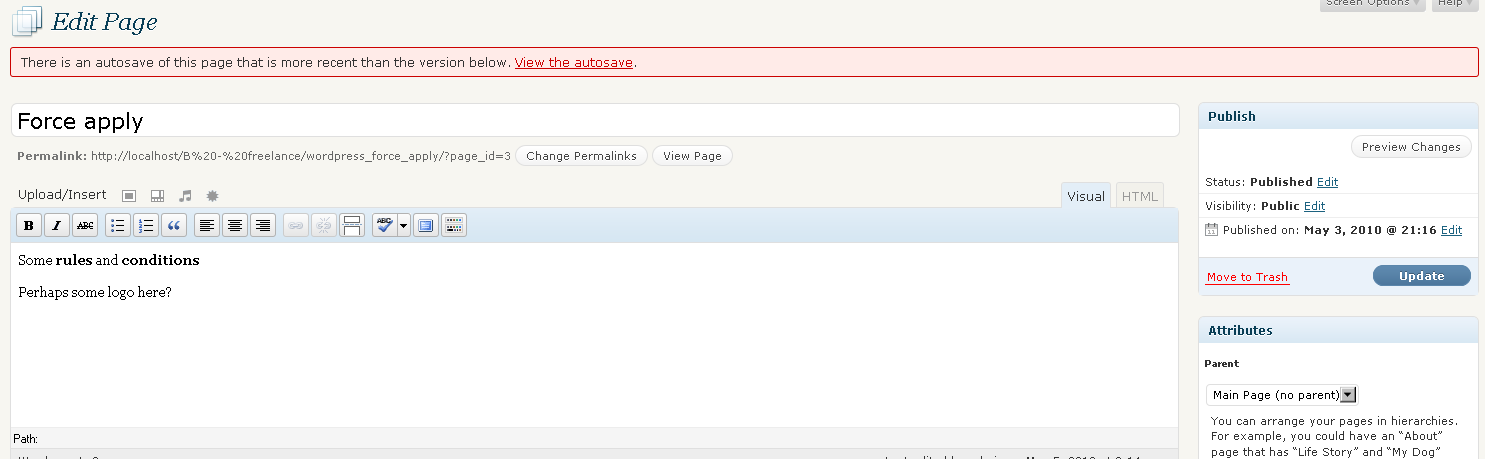 Screen Options Help
Edit Page
There is an autosave of this page that is more recent than the version below. View the autosave.
Force apply
Permalink: http://localhost/B%20-%20freelance/wordpress_force_apply/?page_id=3 Change Permalinks View Page
Upload/Insert
Visual HTML
B I ABC ABC
Some rules and conditions
Perhaps some logo here?
Path:
Publish
Preview Changes
Status: Published Edit
Visibility: Public Edit
Published on: May 3, 2010 @ 21:16 Edit
Move to Trash Update
Attributes
Parent
Main Page (no parent)
You can arrange your pages in hierarchies.
For example, you could have an “About”
page that has “Life Story” and “My Dog”